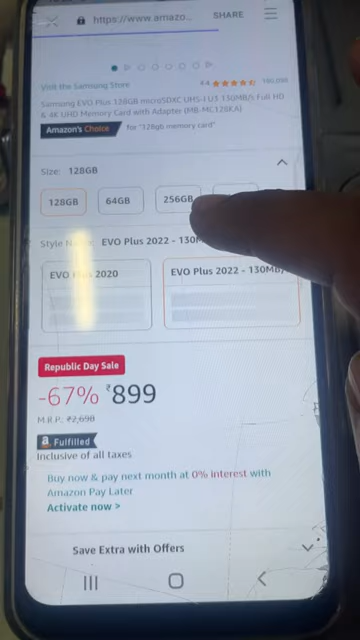 https://www.amazo...
SHARE
Visit the Samsung Store
4.4
Samsung EVO Plus 128GB microSDXC UHS-I U3 130MB/s Full HD
& 4K UHD Memory Card with Adapter (MB-MC128KA)
Amazon's Choice for "128gb memory card"
Size: 128GB
128GB
64GB
256GB
Style EVO Plus 2022 - 130M
EVO 2020
EVO Plus 2022 - 130MB/
Republic Day Sale
-67% ₹899
M.R.P. ₹2,698
a Fulfilled
Inclusive of all taxes
Buy now & pay next month at 0% interest with
Amazon Pay Later
Activate now >
Save Extra with Offers